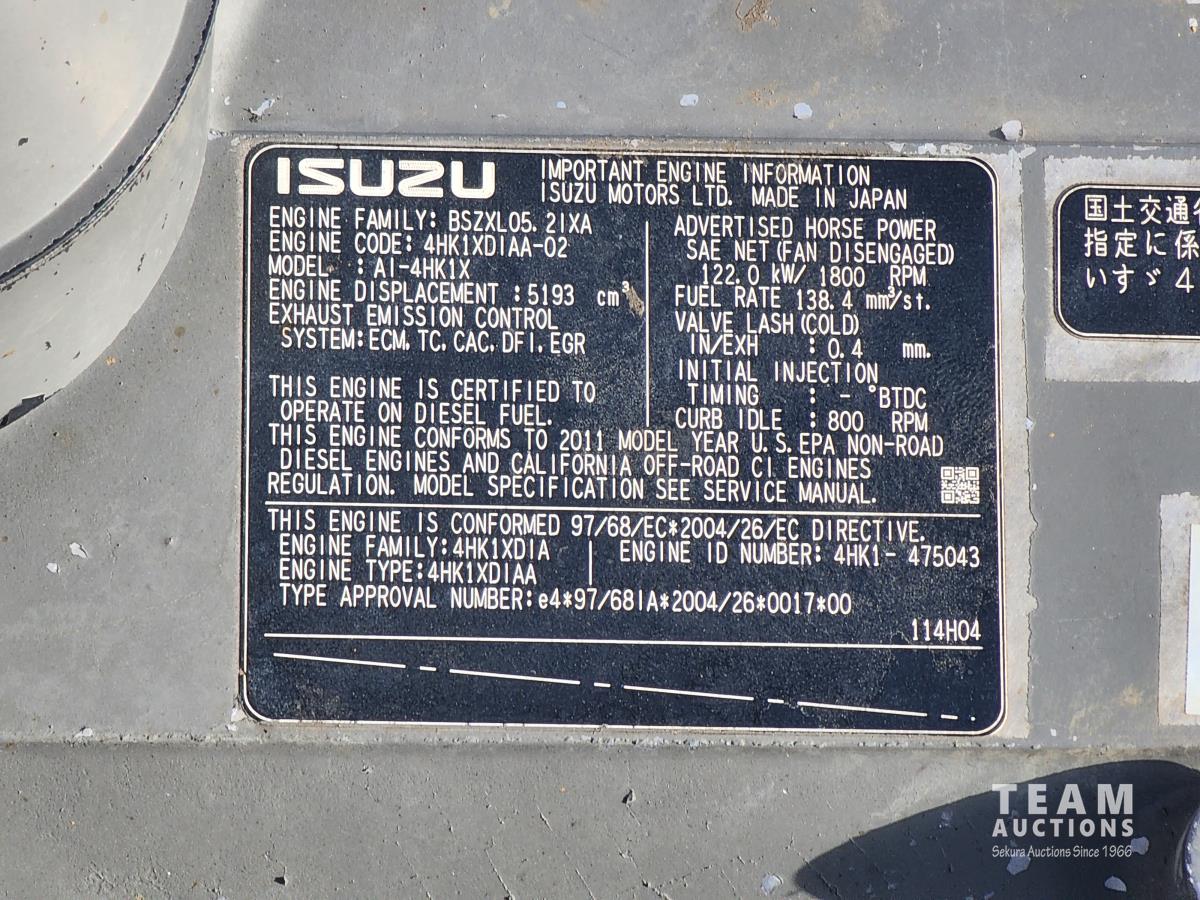 ISUZU
IMPORTANT ENGINE INFORMATION
ISUZU MOTORS LTD. MADE IN JAPAN
ENGINE FAMILY: BSZXL05.2IXA
ENGINE CODE: 4HK1XDIAA-02
MODEL : AI-4HK1X
ENGINE DISPLACEMENT : 5193 cm³
EXHAUST EMISSION CONTROL
SYSTEM: ECM, TC, CAC, DFI, EGR
THIS ENGINE IS CERTIFIED TO
OPERATE ON DIESEL FUEL.
ADVERTISED HORSE POWER
SAE NET (FAN DISENGAGED)
122.0 kW/ 1800 RPM
FUEL RATE 138.4 mm³/st.
VALVE LASH (COLD)
IN/EXH : 0.4 mm.
INITIAL INJECTION
TIMING : - °BTDC
CURB IDLE : 800 RPM
THIS ENGINE CONFORMS TO 2011 MODEL YEAR U.S. EPA NON-ROAD
DIESEL ENGINES AND CALIFORNIA OFF-ROAD CI ENGINES
REGULATION. MODEL SPECIFICATION SEE SERVICE MANUAL.
THIS ENGINE IS CONFORMED 97/68/EC*2004/26/EC DIRECTIVE.
ENGINE FAMILY: 4HK1XDIA
ENGINE TYPE: 4HK1XDIAA
ENGINE ID NUMBER: 4HK1- 475043
TYPE APPROVAL NUMBER: e4*97/68IA*2004/26*0017*00
114H04
国土交通
指定に係
いすゞ4
TEAM
AUCTIONS
Sekura Auctions Since 1966